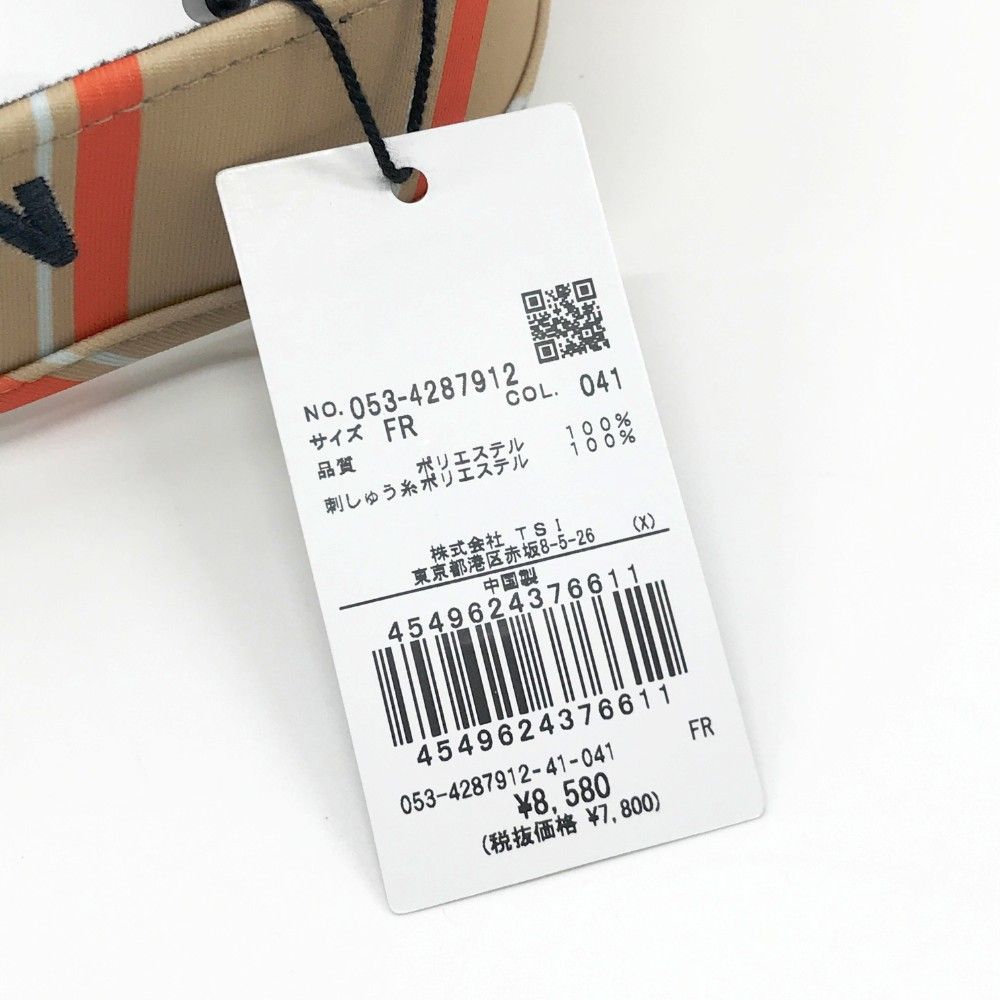 V
NO. 053-4287912
サイズ FR COL. 041
品質 ポリエステル 100%
刺しゅう糸ポリエステル 100%
株式会社 TSI (X)
東京都港区赤坂8-5-26
中国製
4549624376611
4549624376611
FR
053-4287912-41-041
¥8,580
(税抜価格 ¥7,800)